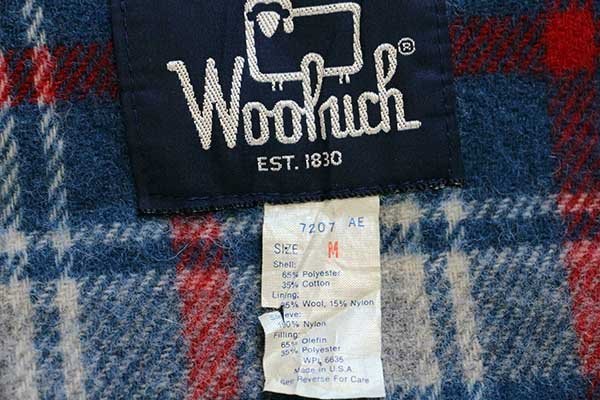 Woolrich®
EST. 1830
7207 AE
SIZE M
Shell:
65% Polyester
35% Cotton
Lining:
85% Wool, 15% Nylon
100% Nylon
Filling:
65% Olefin
35% Polyester
WPL 6635
Made in U.S.A.
See Reverse For Care